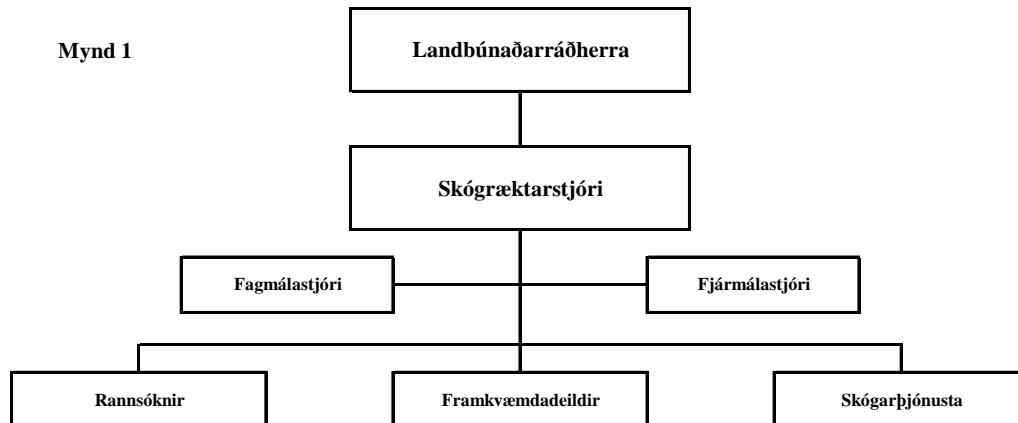 Mynd 1
Landbúnaðarráðherra
Skógræktarstjóri
Fagmálastjóri
Fjármálastjóri
Rannsóknir
Framkvæmdadeildir
Skógarþjónusta